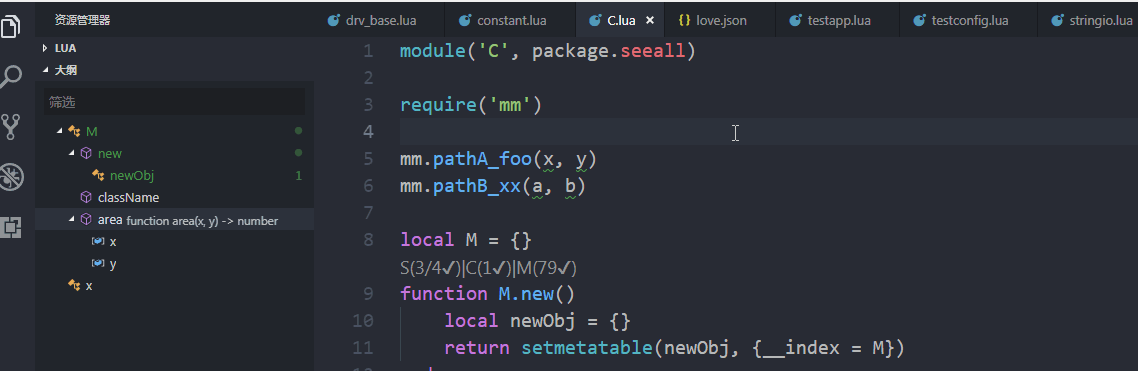 资源管理器
LUA
大纲
筛选
M
new
newObj 1
className
area function area(x, y) -> number
x
y
x
drv_base.lua constant.lua C.lua × {} love.json testapp.lua testconfig.lua stringio.lua
1 module('C', package.seeall)
2
3 require('mm')
4
5 mm.pathA_foo(x, y)
6 mm.pathB_xx(a, b)
7
8 local M = {}
S(3/4✓)|C(1✓)|M(79✓)
9 function M.new()
10 local newObj = {}
11 return setmetatable(newObj, {__index = M})